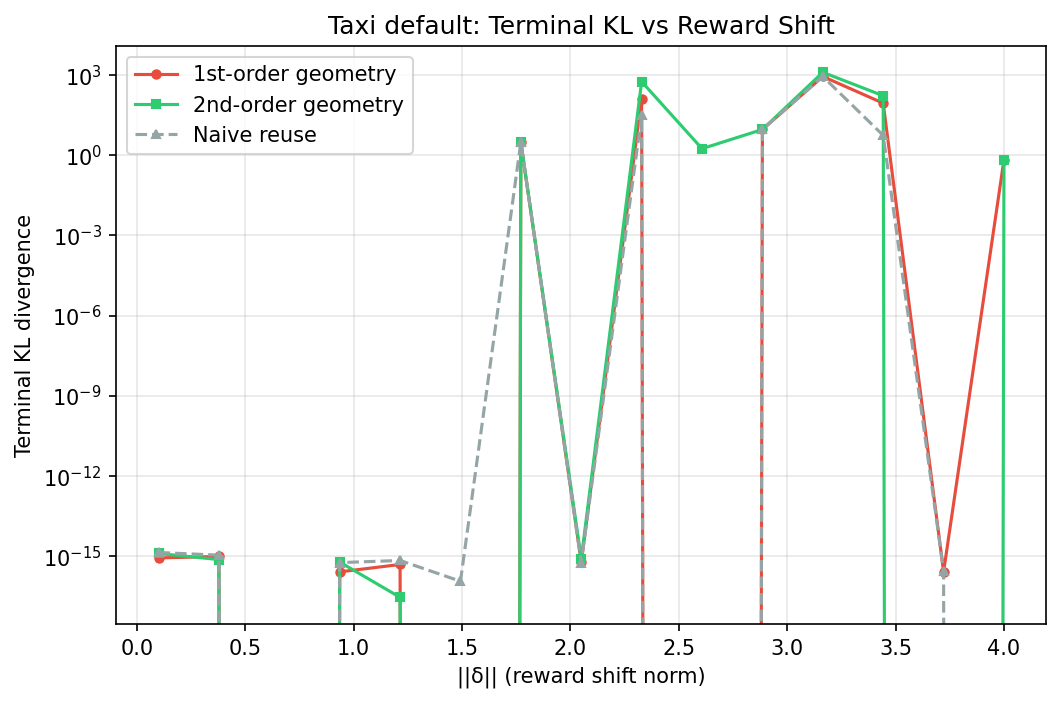 Taxi default: Terminal KL vs Reward Shift
1st-order geometry
2nd-order geometry
Naive reuse
Terminal KL divergence
10³
10⁰
10⁻³
10⁻⁶
10⁻⁹
10⁻¹²
10⁻¹⁵
0.0 0.5 1.0 1.5 2.0 2.5 3.0 3.5 4.0
||δ|| (reward shift norm)